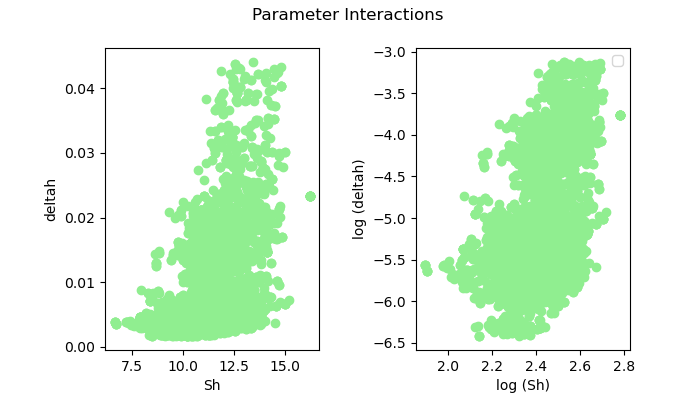 Parameter Interactions
deltah
0.04
0.03
0.02
0.01
0.00
7.5 10.0 12.5 15.0
Sh
log (deltah)
−3.0
−3.5
−4.0
−4.5
−5.0
−5.5
−6.0
−6.5
2.0 2.2 2.4 2.6 2.8
log (Sh)